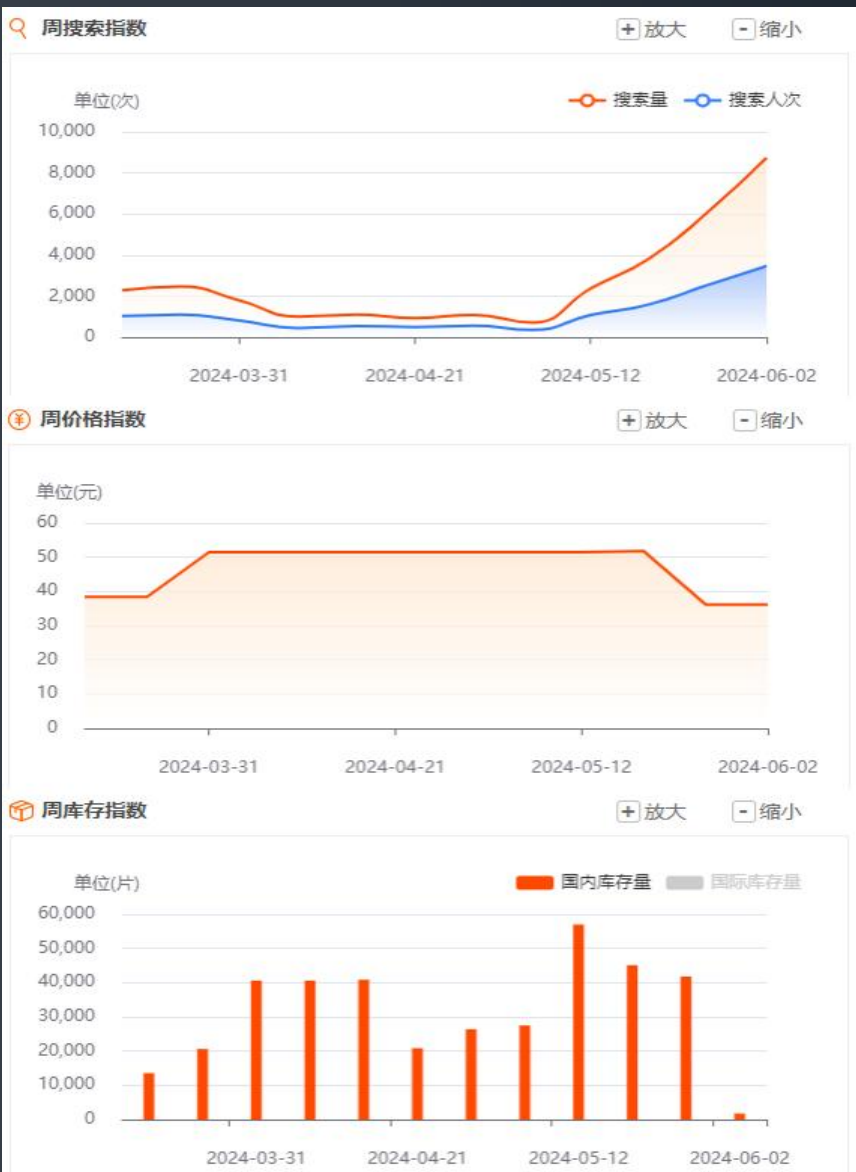 周搜索指数 + 放大 - 缩小
单位(次) 搜索量 搜索人次
10,000
8,000
6,000
4,000
2,000
0
2024-03-31 2024-04-21 2024-05-12 2024-06-02
¥ 周价格指数 + 放大 - 缩小
单位(元)
60
50
40
30
20
10
0
2024-03-31 2024-04-21 2024-05-12 2024-06-02
周库存指数 + 放大 - 缩小
单位(片) 国内库存量 国际库存量
60,000
50,000
40,000
30,000
20,000
10,000
0
2024-03-31 2024-04-21 2024-05-12 2024-06-02